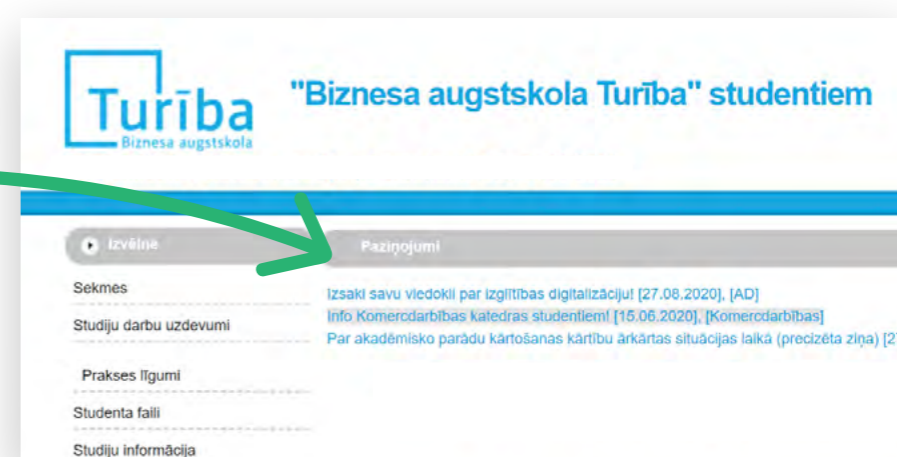 Turība
Biznesa augstskola
"Biznesa augstskola Turība" studentiem
Izvēlne
Paziņojumi
Sekmes
Studiju darbu uzdevumi
Prakses līgumi
Studenta faili
Studiju informācija
Izsaki savu viedokli par izglītības digitalizāciju! [27.08.2020], [AD]
Info Komercdarbības katedras studentiem! [15.06.2020], [Komercdarbības]
Par akadēmisko parādu kārtošanas kārtību ārkārtas situācijas laikā (precizēta ziņa) [2